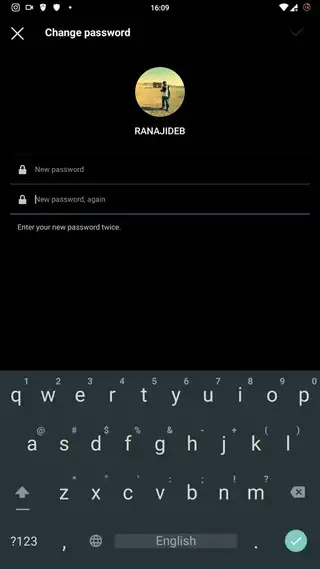 16:09
Change password
RANAJIDEB
New password
New password, again
Enter your new password twice.
1 2 3 4 5 6 7 8 9 0
q w e r t y u i o p
@ # $ % & - + ( )
a s d f g h j k l
* " ' : ; ! ?
z x c v b n m
?123 , English .